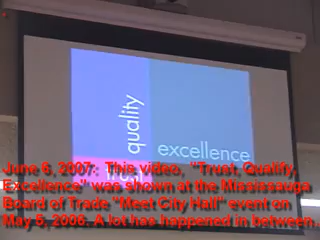 quality
excellence
trust
June 6, 2007: This video, "Trust, Quality,
Excellence" was shown at the Mississauga
Board of Trade "Meet City Hall" event on
May 5, 2006. A lot has happened in between.